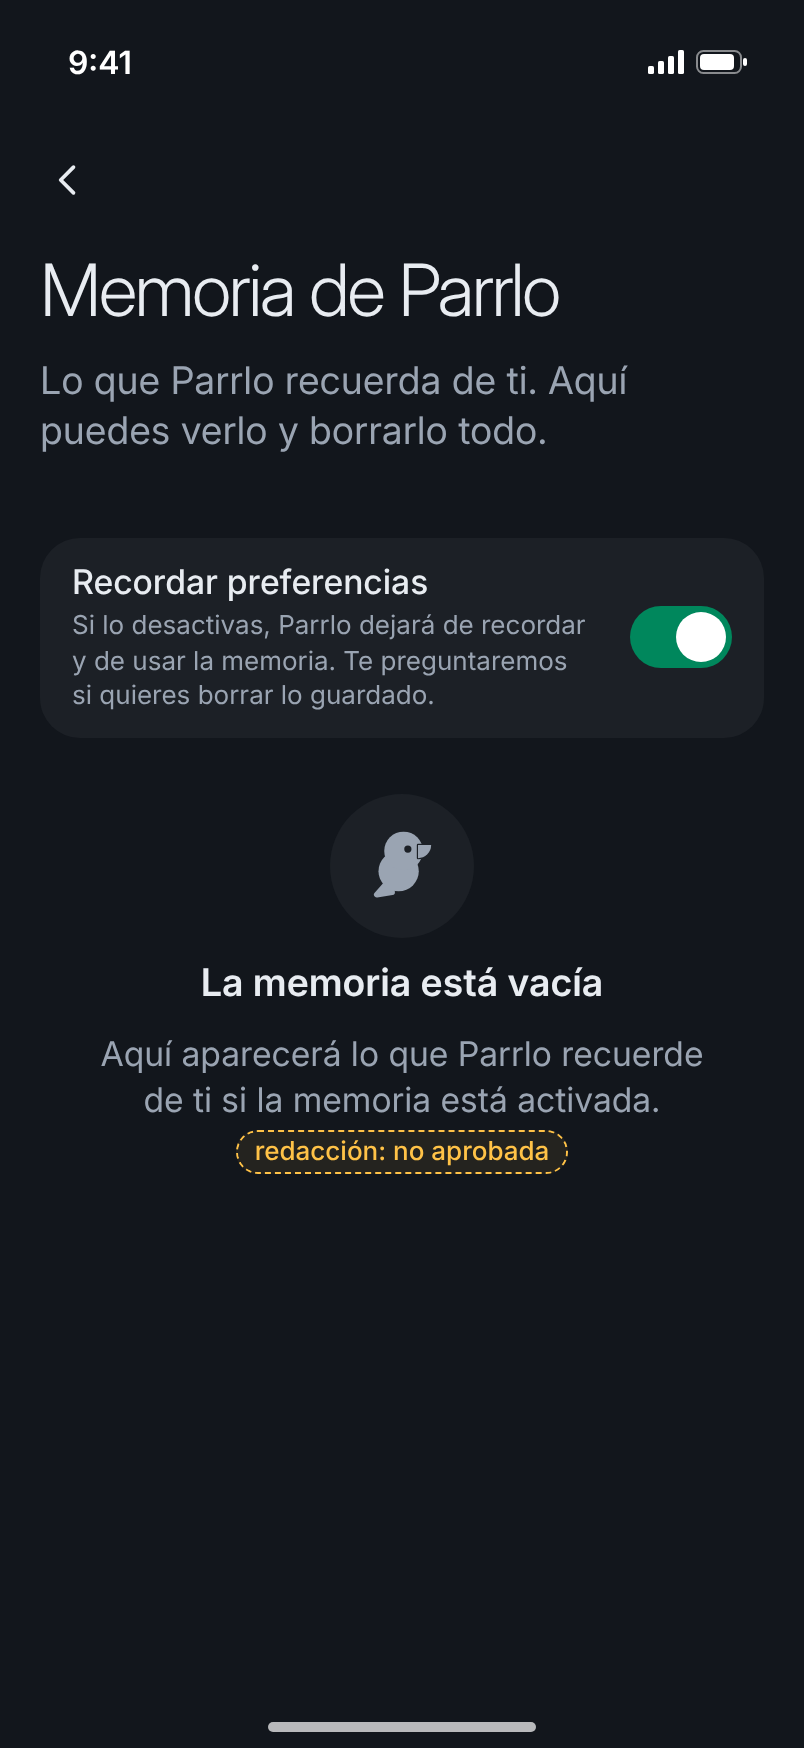 9:41
Memoria de Parrlo
Lo que Parrlo recuerda de ti. Aquí
puedes verlo y borrarlo todo.
Recordar preferencias
Si lo desactivas, Parrlo dejará de recordar
y de usar la memoria. Te preguntaremos
si quieres borrar lo guardado.
La memoria está vacía
Aquí aparecerá lo que Parrlo recuerde
de ti si la memoria está activada.
redacción: no aprobada